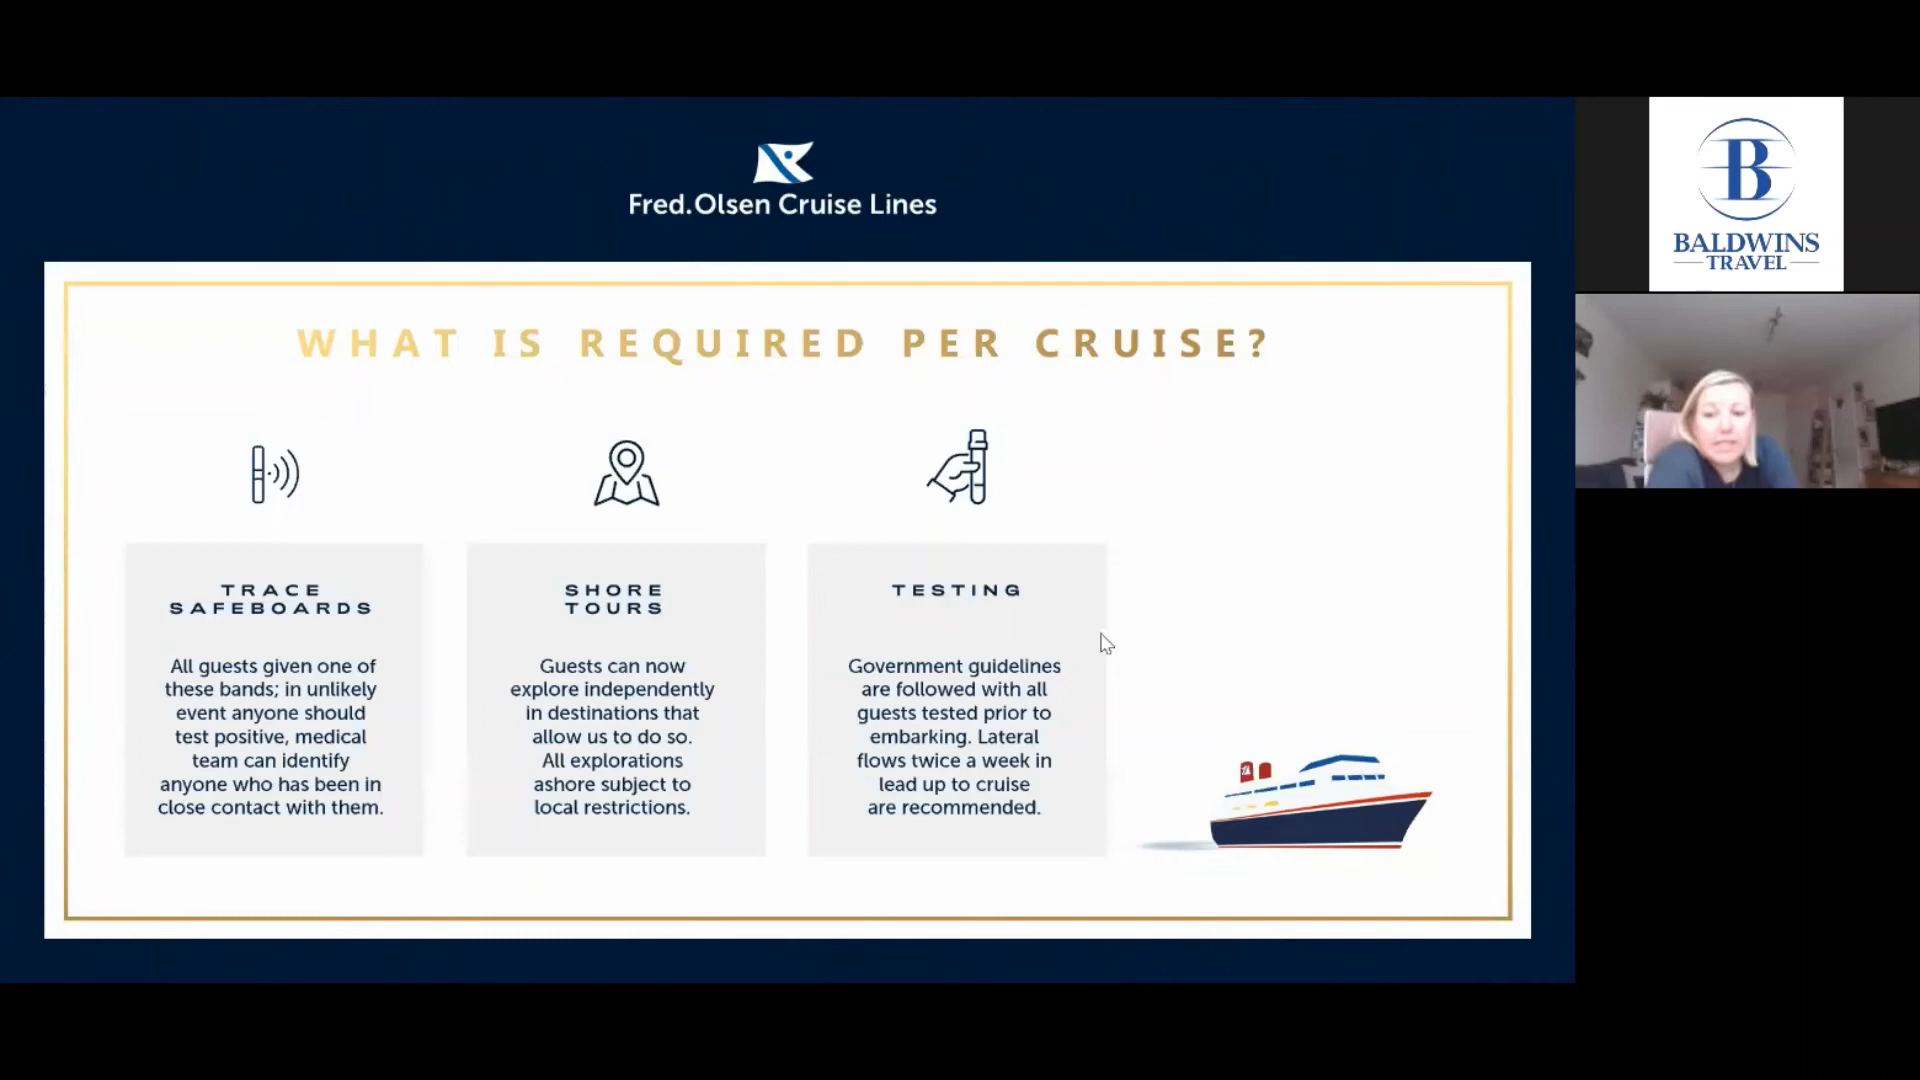 Fred.Olsen Cruise Lines
WHAT IS REQUIRED PER CRUISE?
TRACE
SAFEBOARDS
All guests given one of
these bands; in unlikely
event anyone should
test positive, medical
team can identify
anyone who has been in
close contact with them.
SHORE
TOURS
Guests can now
explore independently
in destinations that
allow us to do so.
All explorations
ashore subject to
local restrictions.
TESTING
Government guidelines
are followed with all
guests tested prior to
embarking. Lateral
flows twice a week in
lead up to cruise
are recommended.
B
BALDWINS
TRAVEL